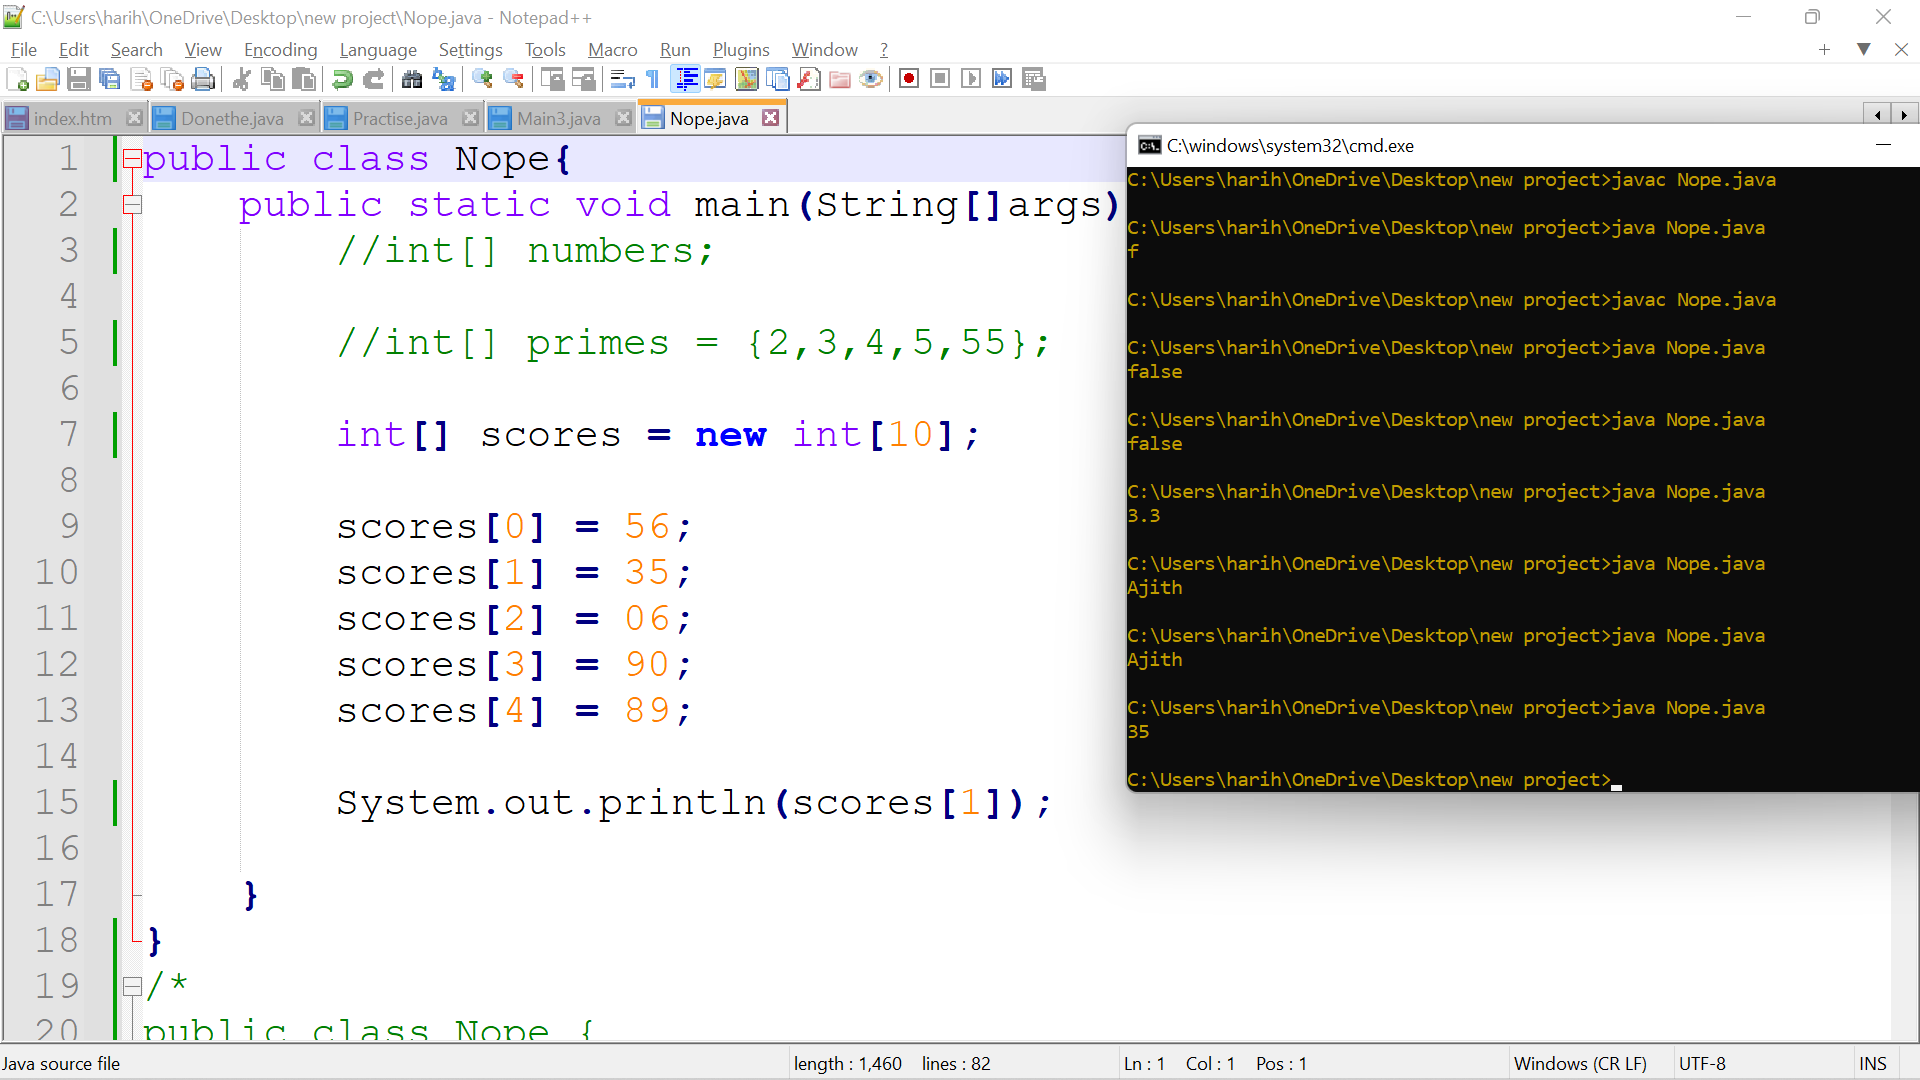 C:\Users\harih\OneDrive\Desktop\new project\Nope.java - Notepad++
File Edit Search View Encoding Language Settings Tools Macro Run Plugins Window ?
index.htm Donethe.java Practise.java Main3.java Nope.java
1 public class Nope{
2 public static void main(String[]args)
3 //int[] numbers;
4
5 //int[] primes = {2,3,4,5,55};
6
7 int[] scores = new int[10];
8
9 scores[0] = 56;
10 scores[1] = 35;
11 scores[2] = 06;
12 scores[3] = 90;
13 scores[4] = 89;
14
15 System.out.println(scores[1]);
16
17 }
18 }
19 /*
20 public class Nope {
C:\windows\system32\cmd.exe
C:\Users\harih\OneDrive\Desktop\new project>javac Nope.java
C:\Users\harih\OneDrive\Desktop\new project>java Nope.java
f
C:\Users\harih\OneDrive\Desktop\new project>javac Nope.java
C:\Users\harih\OneDrive\Desktop\new project>java Nope.java
false
C:\Users\harih\OneDrive\Desktop\new project>java Nope.java
false
C:\Users\harih\OneDrive\Desktop\new project>java Nope.java
3.3
C:\Users\harih\OneDrive\Desktop\new project>java Nope.java
Ajith
C:\Users\harih\OneDrive\Desktop\new project>java Nope.java
Ajith
C:\Users\harih\OneDrive\Desktop\new project>java Nope.java
35
C:\Users\harih\OneDrive\Desktop\new project>
Java source file length : 1,460 lines : 82 Ln : 1 Col : 1 Pos : 1 Windows (CR LF) UTF-8 INS